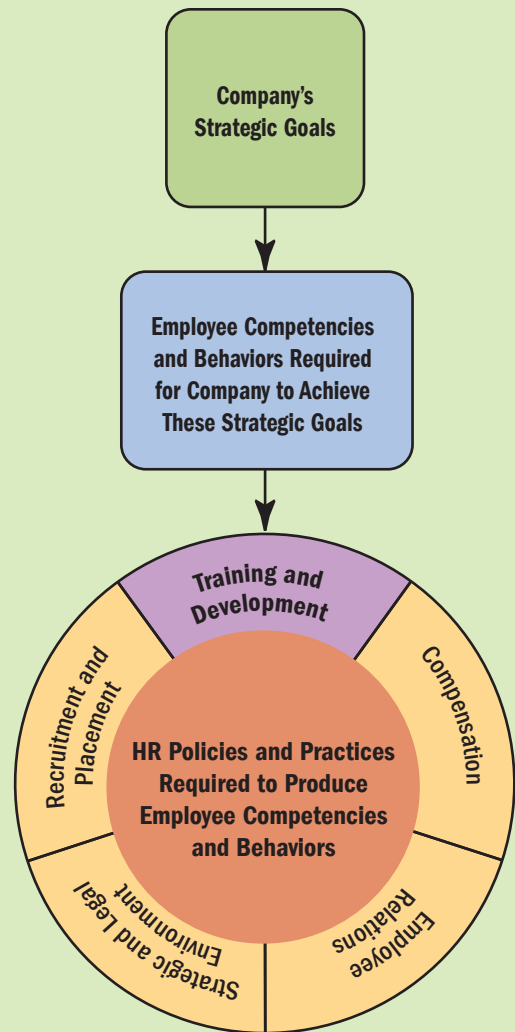 Company's
Strategic Goals
Employee Competencies
and Behaviors Required
for Company to Achieve
These Strategic Goals
Training and
Development
Recruitment and
Placement
Compensation
HR Policies and Practices
Required to Produce
Employee Competencies
and Behaviors
Strategic and Legal
Environment
Employee
Relations